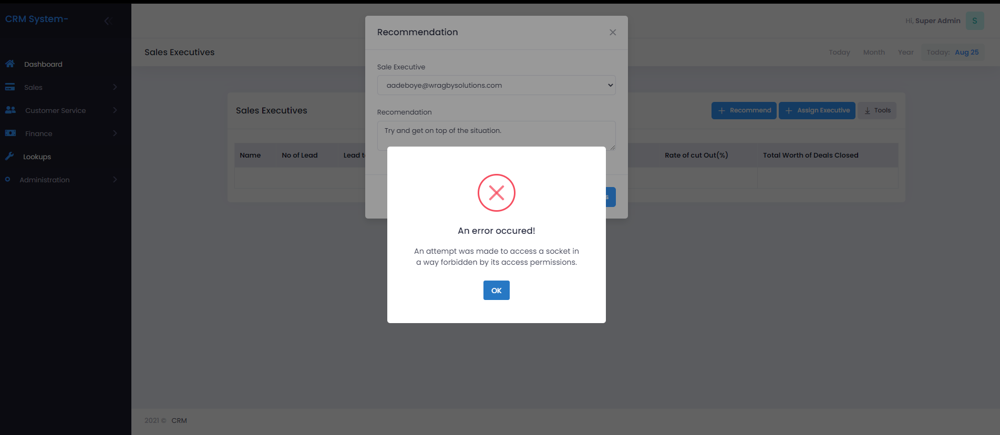 CRM System-
Hi, Super Admin
S
Sales Executives
Today
Month
Year
Today: Aug 25
Dashboard
Sales
Customer Service
Finance
Lookups
Administration
Sales Executives
Recommend
Assign Executive
Tools
Name
No of Lead
Rate of cut Out(%)
Total Worth of Deals Closed
Recommendation
Sale Executive
aadeboye@wragbysolutions.com
Recomendation
Try and get on top of the situation.
An error occured!
An attempt was made to access a socket in
a way forbidden by its access permissions.
OK
2021 © CRM